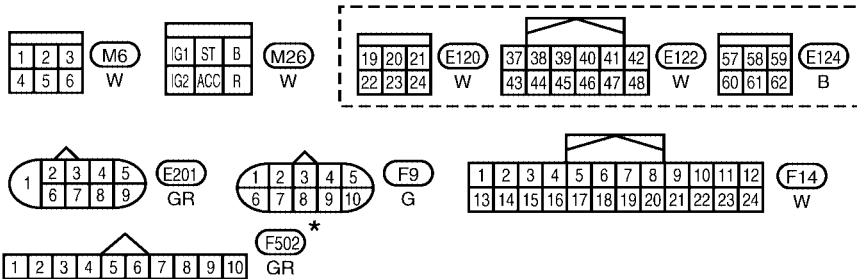 1 2 3 M6 IG1 ST B M26 19 20 21 E120 37 38 39 40 41 42 E122 57 58 59 E124
4 5 6 W IG2 ACC R W 22 23 24 W 43 44 45 46 47 48 W 60 61 62 B
1 2 3 4 5 E201 1 2 3 4 5 F9 1 2 3 4 5 6 7 8 9 10 11 12 F14
6 7 8 9 GR 6 7 8 9 10 G 13 14 15 16 17 18 19 20 21 22 23 24 W
* F502
1 2 3 4 5 6 7 8 9 10 GR